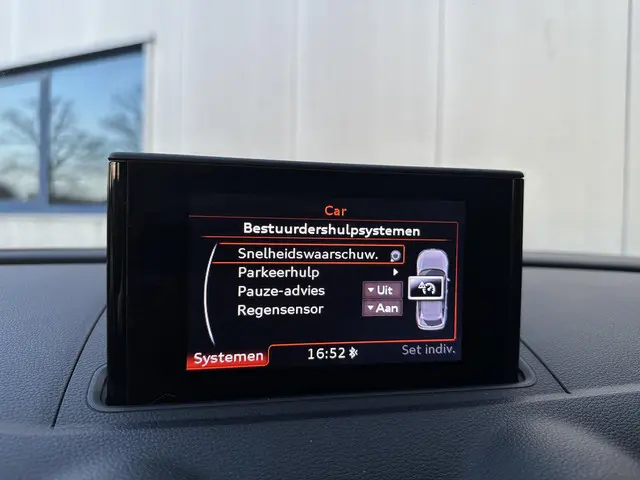 Car
Bestuurdershulpsystemen
Snelheidswaarschuw.
Parkeerhulp
Pauze-advies Uit
Regensensor Aan
Systemen 16:52 Set indiv.